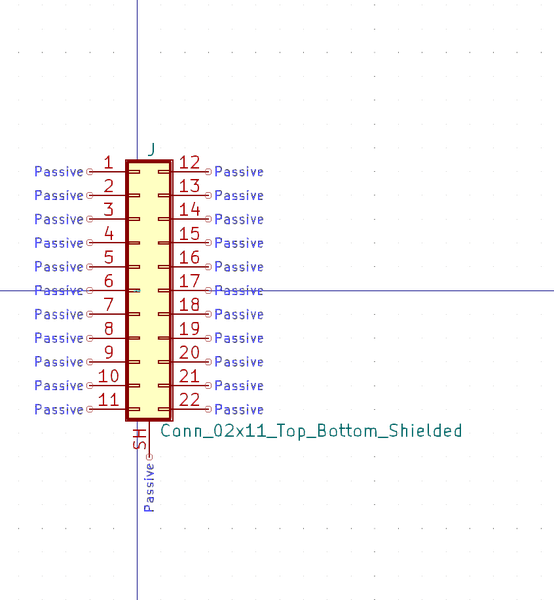 J
Passive 1 12 Passive
Passive 2 13 Passive
Passive 3 14 Passive
Passive 4 15 Passive
Passive 5 16 Passive
Passive 6 17 Passive
Passive 7 18 Passive
Passive 8 19 Passive
Passive 9 20 Passive
Passive 10 21 Passive
Passive 11 22 Passive
Conn_02x11_Top_Bottom_Shielded
SH
Passive